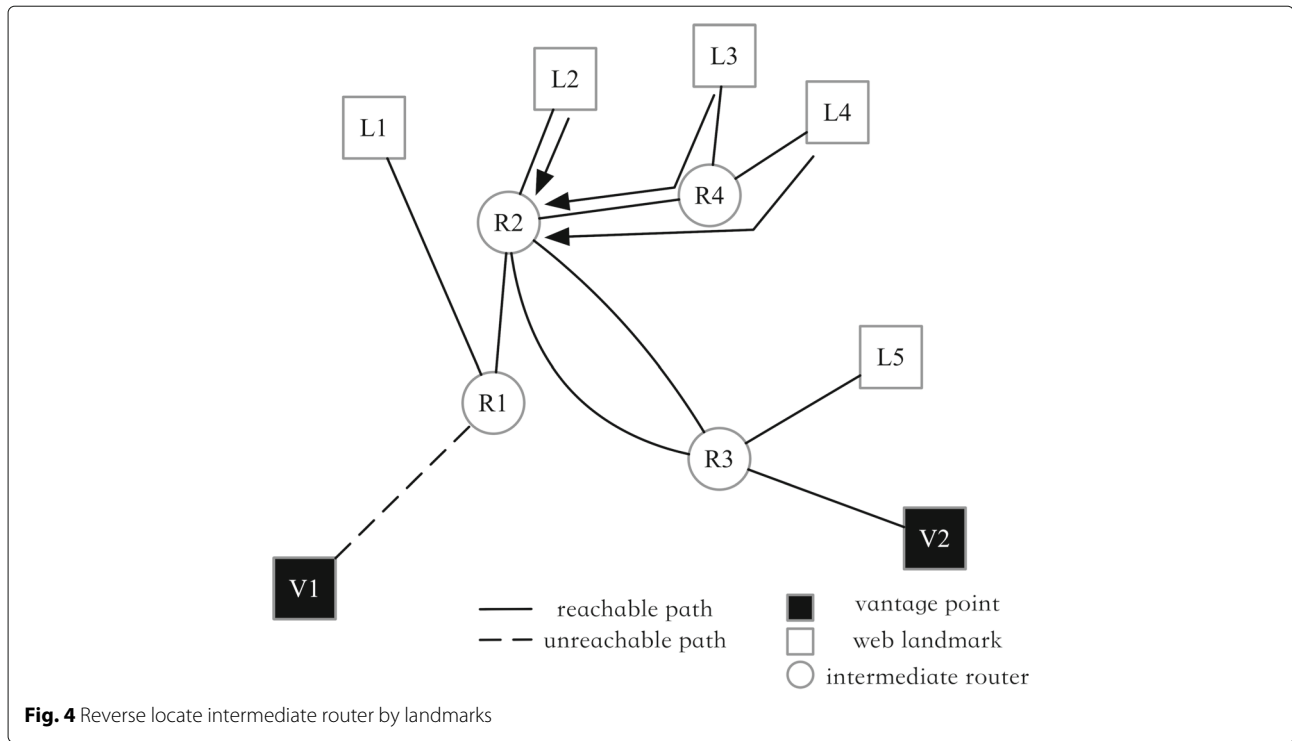 L3
L2
L4
L1
R4
R2
L5
R1
R3
V2
V1
reachable path
unreachable path
vantage point
web landmark
intermediate router
Fig. 4 Reverse locate intermediate router by landmarks